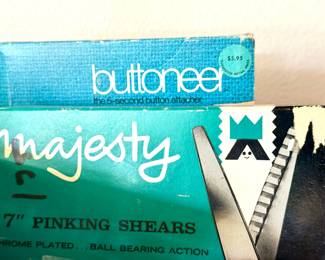 $5.95
buttoneer
the 5-second button attacher
majesty
7" PINKING SHEARS
CHROME PLATED . . . BALL BEARING ACTION